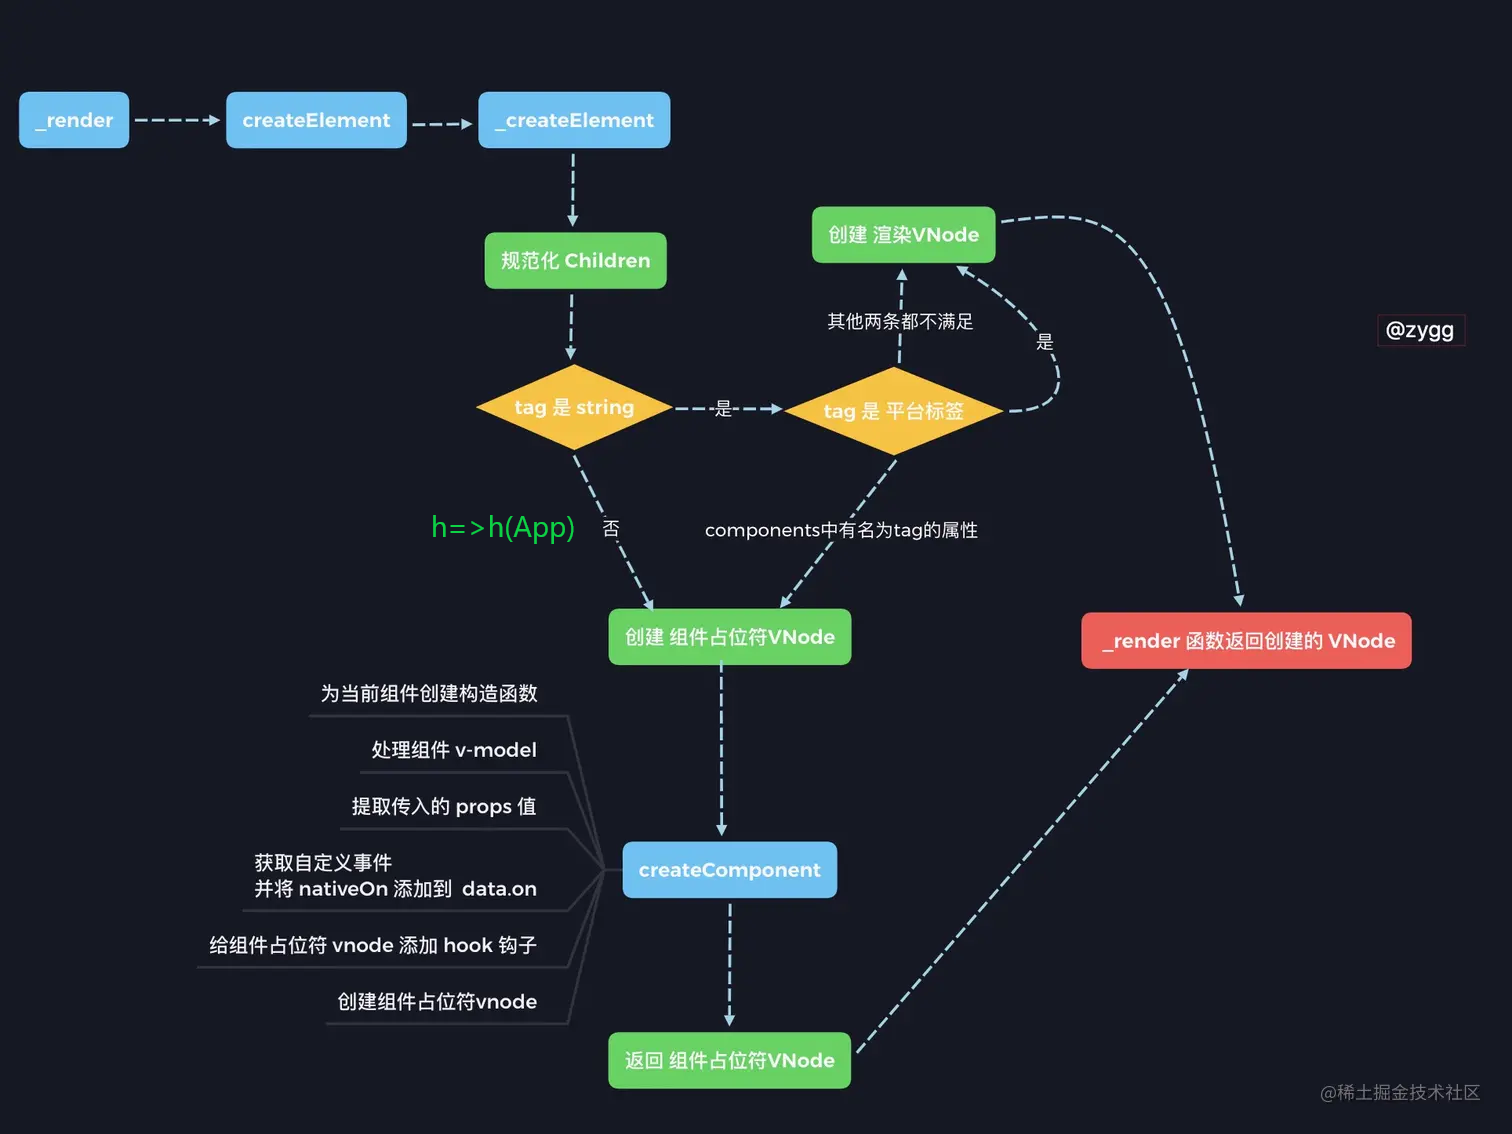 _render
createElement
_createElement
规范化 Children
创建 渲染VNode
其他两条都不满足
是
@zygg
tag 是 string
是
tag 是 平台标签
h=>h(App)
否
components中有名为tag的属性
创建 组件占位符VNode
_render 函数返回创建的 VNode
为当前组件创建构造函数
处理组件 v-model
提取传入的 props 值
获取自定义事件
并将 nativeOn 添加到 data.on
createComponent
给组件占位符 vnode 添加 hook 钩子
创建组件占位符vnode
返回 组件占位符VNode
@稀土掘金技术社区